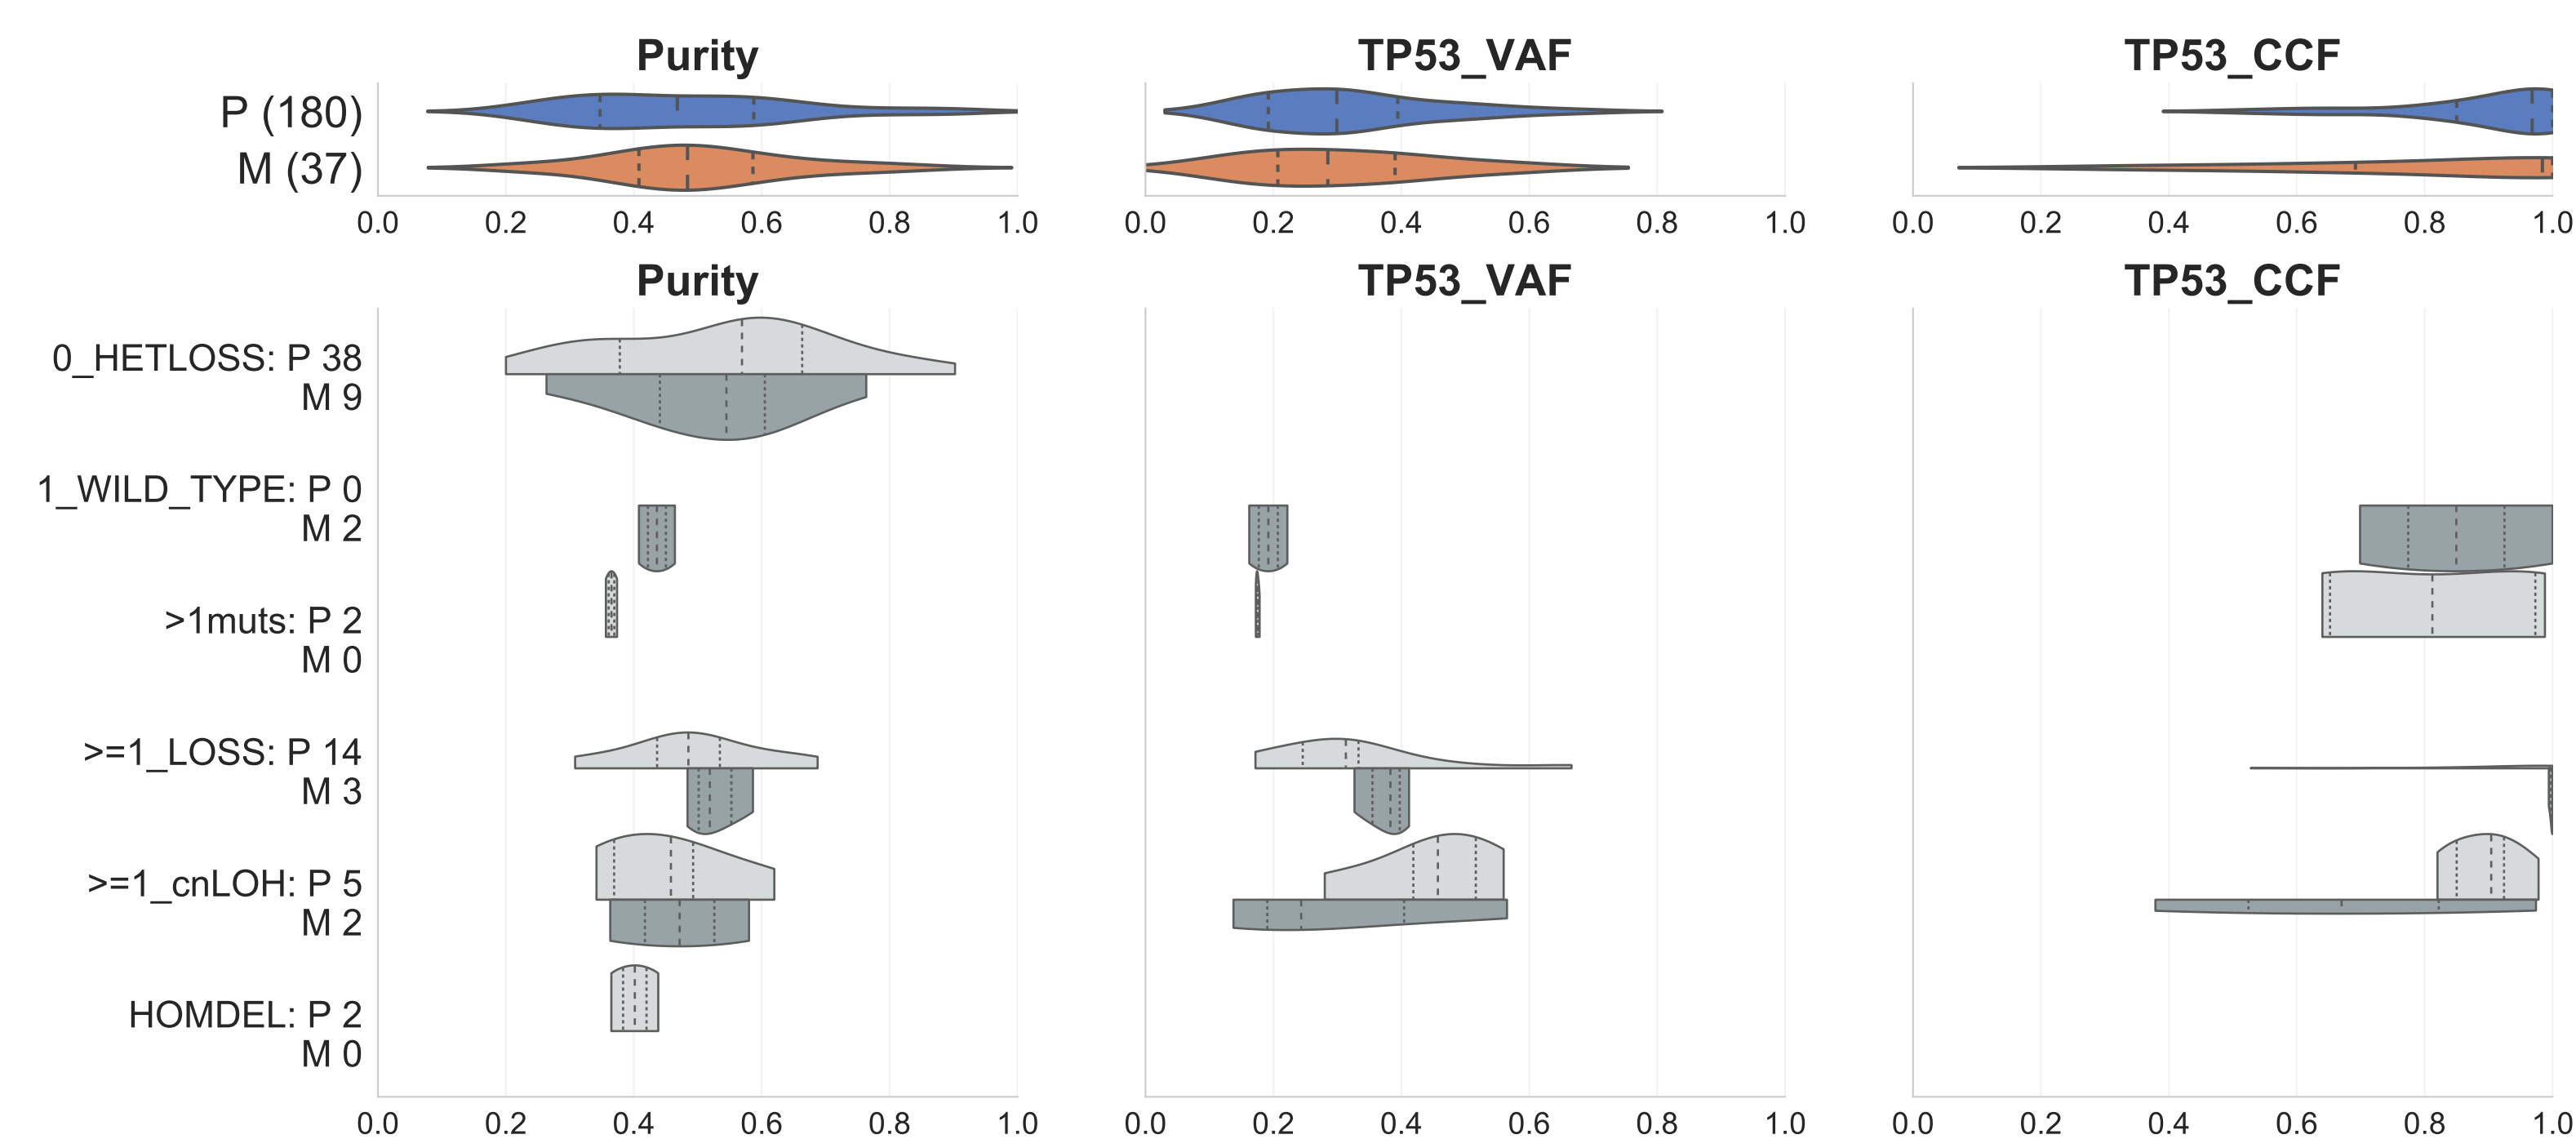 Purity TP53_VAF TP53_CCF
P (180)
M (37)
0.0 0.2 0.4 0.6 0.8 1.0 0.0 0.2 0.4 0.6 0.8 1.0 0.0 0.2 0.4 0.6 0.8 1.0
Purity TP53_VAF TP53_CCF
0_HETLOSS: P 38
M 9
1_WILD_TYPE: P 0
M 2
>1muts: P 2
M 0
>=1_LOSS: P 14
M 3
>=1_cnLOH: P 5
M 2
HOMDEL: P 2
M 0
0.0 0.2 0.4 0.6 0.8 1.0 0.0 0.2 0.4 0.6 0.8 1.0 0.0 0.2 0.4 0.6 0.8 1.0